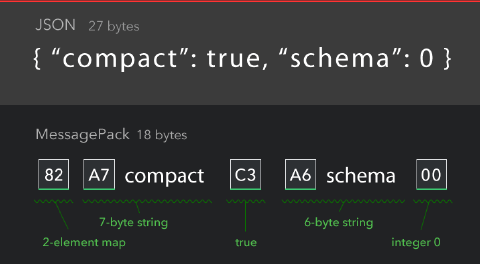 JSON 27 bytes
{ “compact”: true, “schema”: 0 }
MessagePack 18 bytes
82 A7 compact C3 A6 schema 00
7-byte string 6-byte string
2-element map true integer 0